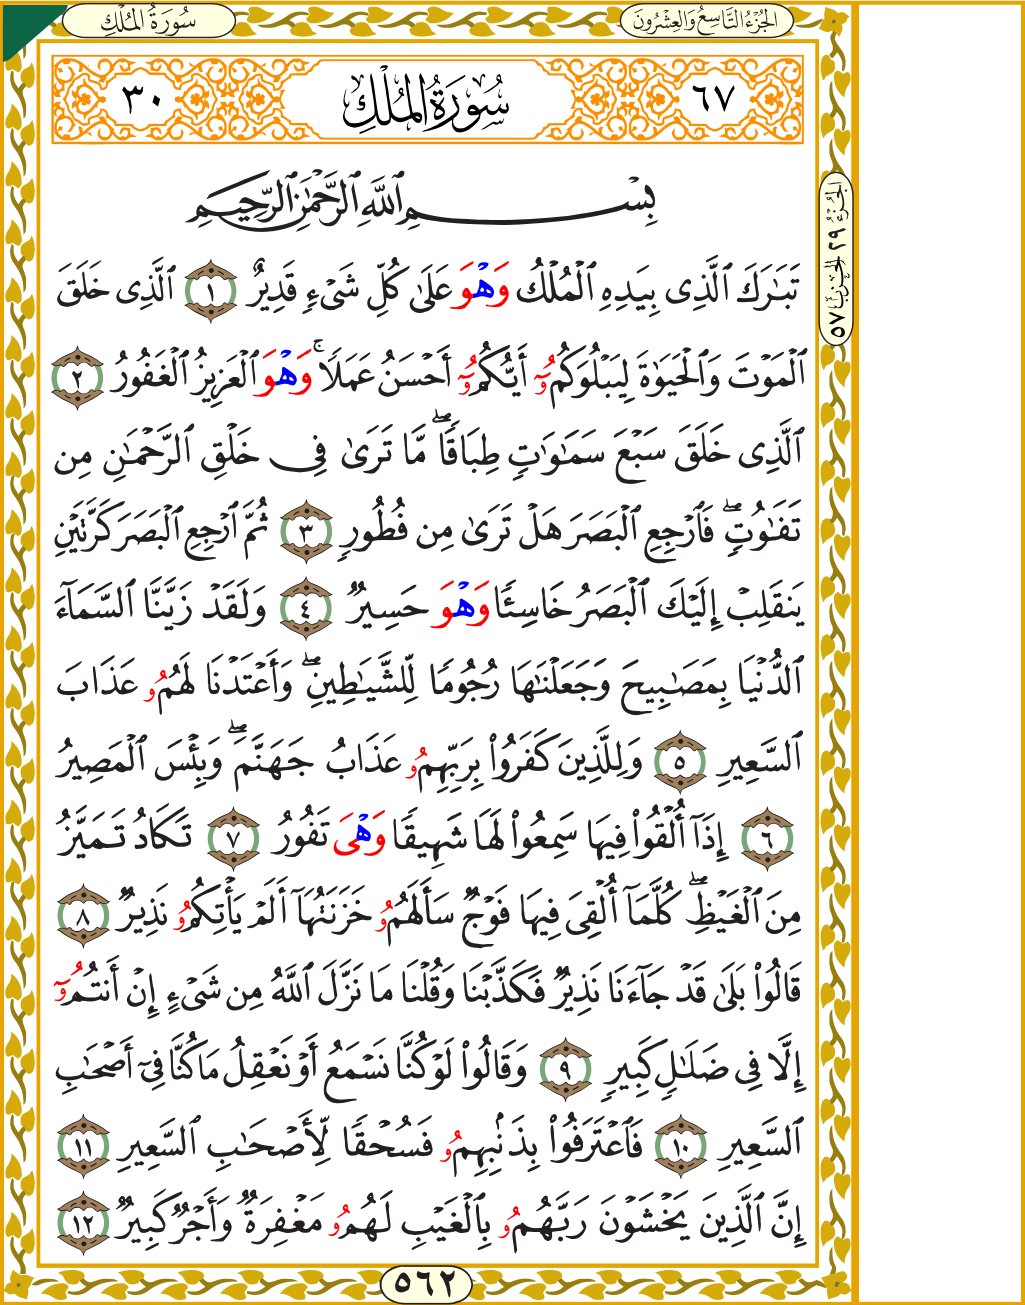 سُورَةُ المُلْكِ
الجُزْءُ التَّاسِعُ وَالعِشْرُونَ
٦٧ سُورَةُ المُلْكِ ٣٠
بِسْمِ ٱللَّهِ ٱلرَّحْمَٰنِ ٱلرَّحِيمِ
تَبَٰرَكَ ٱلَّذِى بِيَدِهِ ٱلْمُلْكُ وَهْوَ عَلَىٰ كُلِّ شَىْءٍ قَدِيرٌ ١ ٱلَّذِى خَلَقَ
ٱلْمَوْتَ وَٱلْحَيَوٰةَ لِيَبْلُوَكُمُۥٓ أَيُّكُمُۥٓ أَحْسَنُ عَمَلًا ۚ وَهْوَ ٱلْعَزِيزُ ٱلْغَفُورُ ٢
ٱلَّذِى خَلَقَ سَبْعَ سَمَٰوَٰتٍ طِبَاقًا ۖ مَّا تَرَىٰ فِى خَلْقِ ٱلرَّحْمَٰنِ مِن
تَفَٰوُتٍ ۖ فَٱرْجِعِ ٱلْبَصَرَ هَلْ تَرَىٰ مِن فُطُورٍ ٣ ثُمَّ ٱرْجِعِ ٱلْبَصَرَ كَرَّتَيْنِ
يَنقَلِبْ إِلَيْكَ ٱلْبَصَرُ خَاسِئًا وَهْوَ حَسِيرٌ ٤ وَلَقَدْ زَيَّنَّا ٱلسَّمَآءَ
ٱلدُّنْيَا بِمَصَٰبِيحَ وَجَعَلْنَٰهَا رُجُومًا لِّلشَّيَٰطِينِ ۖ وَأَعْتَدْنَا لَهُمُۥ عَذَابَ
ٱلسَّعِيرِ ٥ وَلِلَّذِينَ كَفَرُوا۟ بِرَبِّهِمُۥ عَذَابُ جَهَنَّمَ ۖ وَبِئْسَ ٱلْمَصِيرُ
٦ إِذَآ أُلْقُوا۟ فِيهَا سَمِعُوا۟ لَهَا شَهِيقًا وَهْىَ تَفُورُ ٧ تَكَادُ تَمَيَّزُ
مِنَ ٱلْغَيْظِ ۖ كُلَّمَآ أُلْقِىَ فِيهَا فَوْجٌ سَأَلَهُمُۥ خَزَنَتُهَآ أَلَمْ يَأْتِكُمُۥ نَذِيرٌ ٨
قَالُوا۟ بَلَىٰ قَدْ جَآءَنَا نَذِيرٌ فَكَذَّبْنَا وَقُلْنَا مَا نَزَّلَ ٱللَّهُ مِن شَىْءٍ إِنْ أَنتُمُۥٓ
إِلَّا فِى ضَلَٰلٍ كَبِيرٍ ٩ وَقَالُوا۟ لَوْ كُنَّا نَسْمَعُ أَوْ نَعْقِلُ مَا كُنَّا فِىٓ أَصْحَٰبِ
ٱلسَّعِيرِ ١٠ فَٱعْتَرَفُوا۟ بِذَنۢبِهِمُۥ فَسُحْقًا لِّأَصْحَٰبِ ٱلسَّعِيرِ ١١
إِنَّ ٱلَّذِينَ يَخْشَوْنَ رَبَّهُمُۥ بِٱلْغَيْبِ لَهُمُۥ مَغْفِرَةٌ وَأَجْرٌ كَبِيرٌ ١٢
الجُزْءُ ٢٩ الحِزْبُ ٥٧
٥٦٢